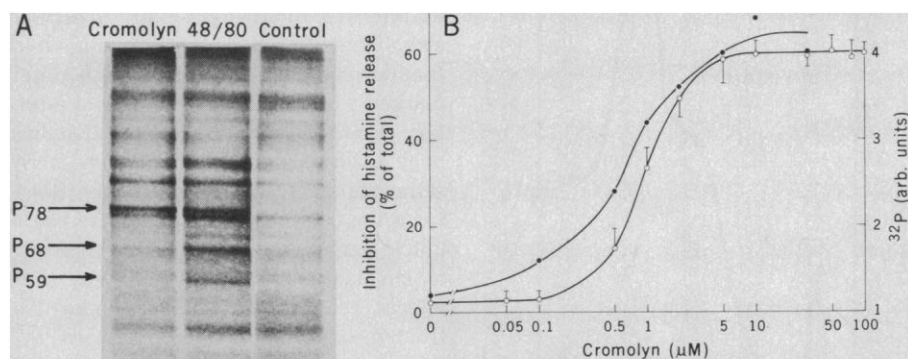 A
Cromolyn 48/80 Control
P78
P68
P59
B
Inhibition of histamine release
(% of total)
60
40
20
0
4
3
2
1
32P (arb. units)
0 0.05 0.1 0.5 1 5 10 50 100
Cromolyn (μM)